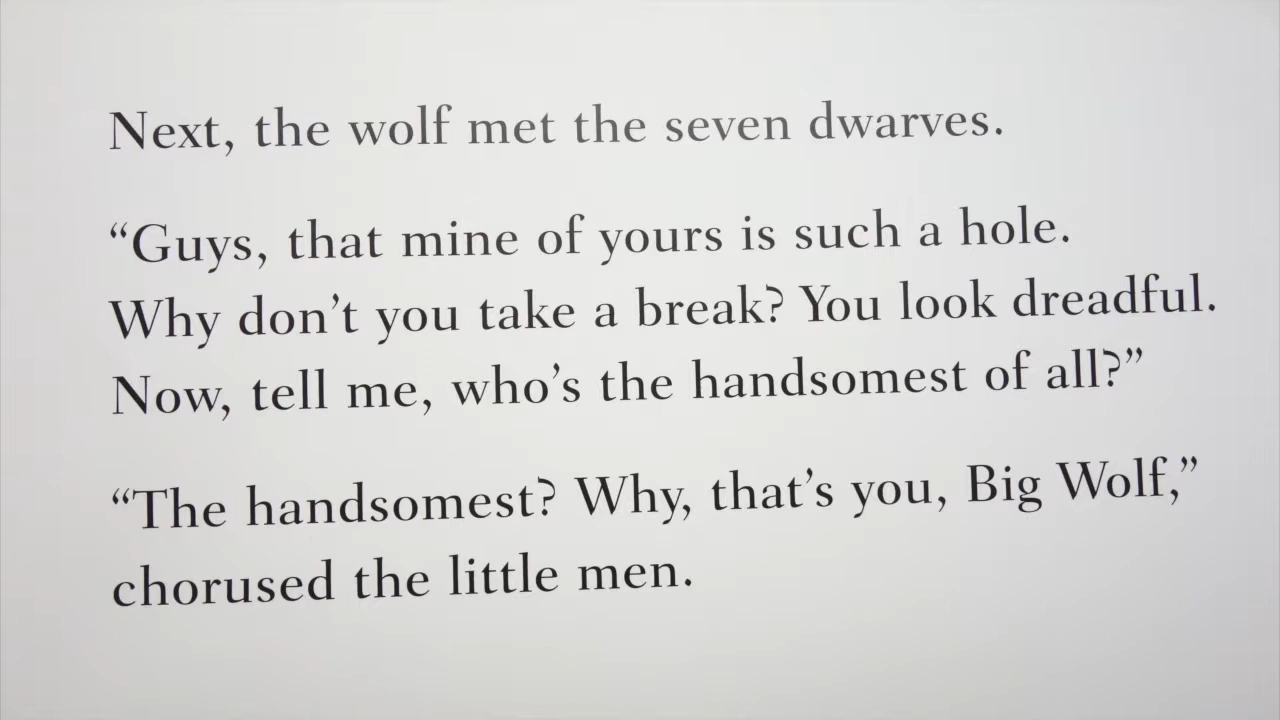 Next, the wolf met the seven dwarves.
“Guys, that mine of yours is such a hole.
Why don’t you take a break? You look dreadful.
Now, tell me, who’s the handsomest of all?”
“The handsomest? Why, that’s you, Big Wolf,”
chorused the little men.